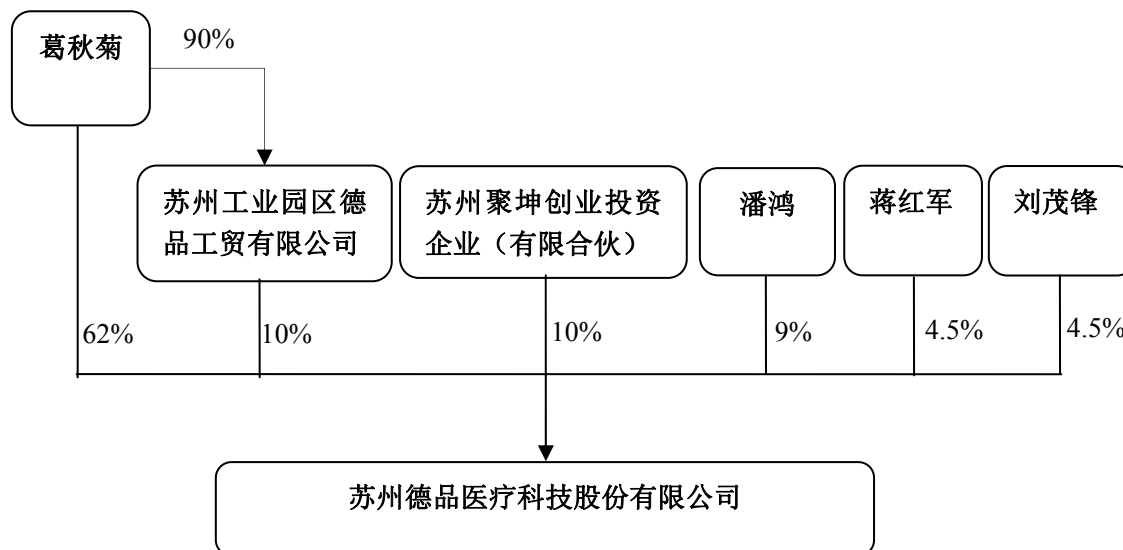 葛秋菊
90%
苏州工业园区德
品工贸有限公司
苏州聚坤创业投资
企业（有限合伙）
潘鸿
蒋红军
刘茂锋
62%
10%
10%
9%
4.5%
4.5%
苏州德品医疗科技股份有限公司